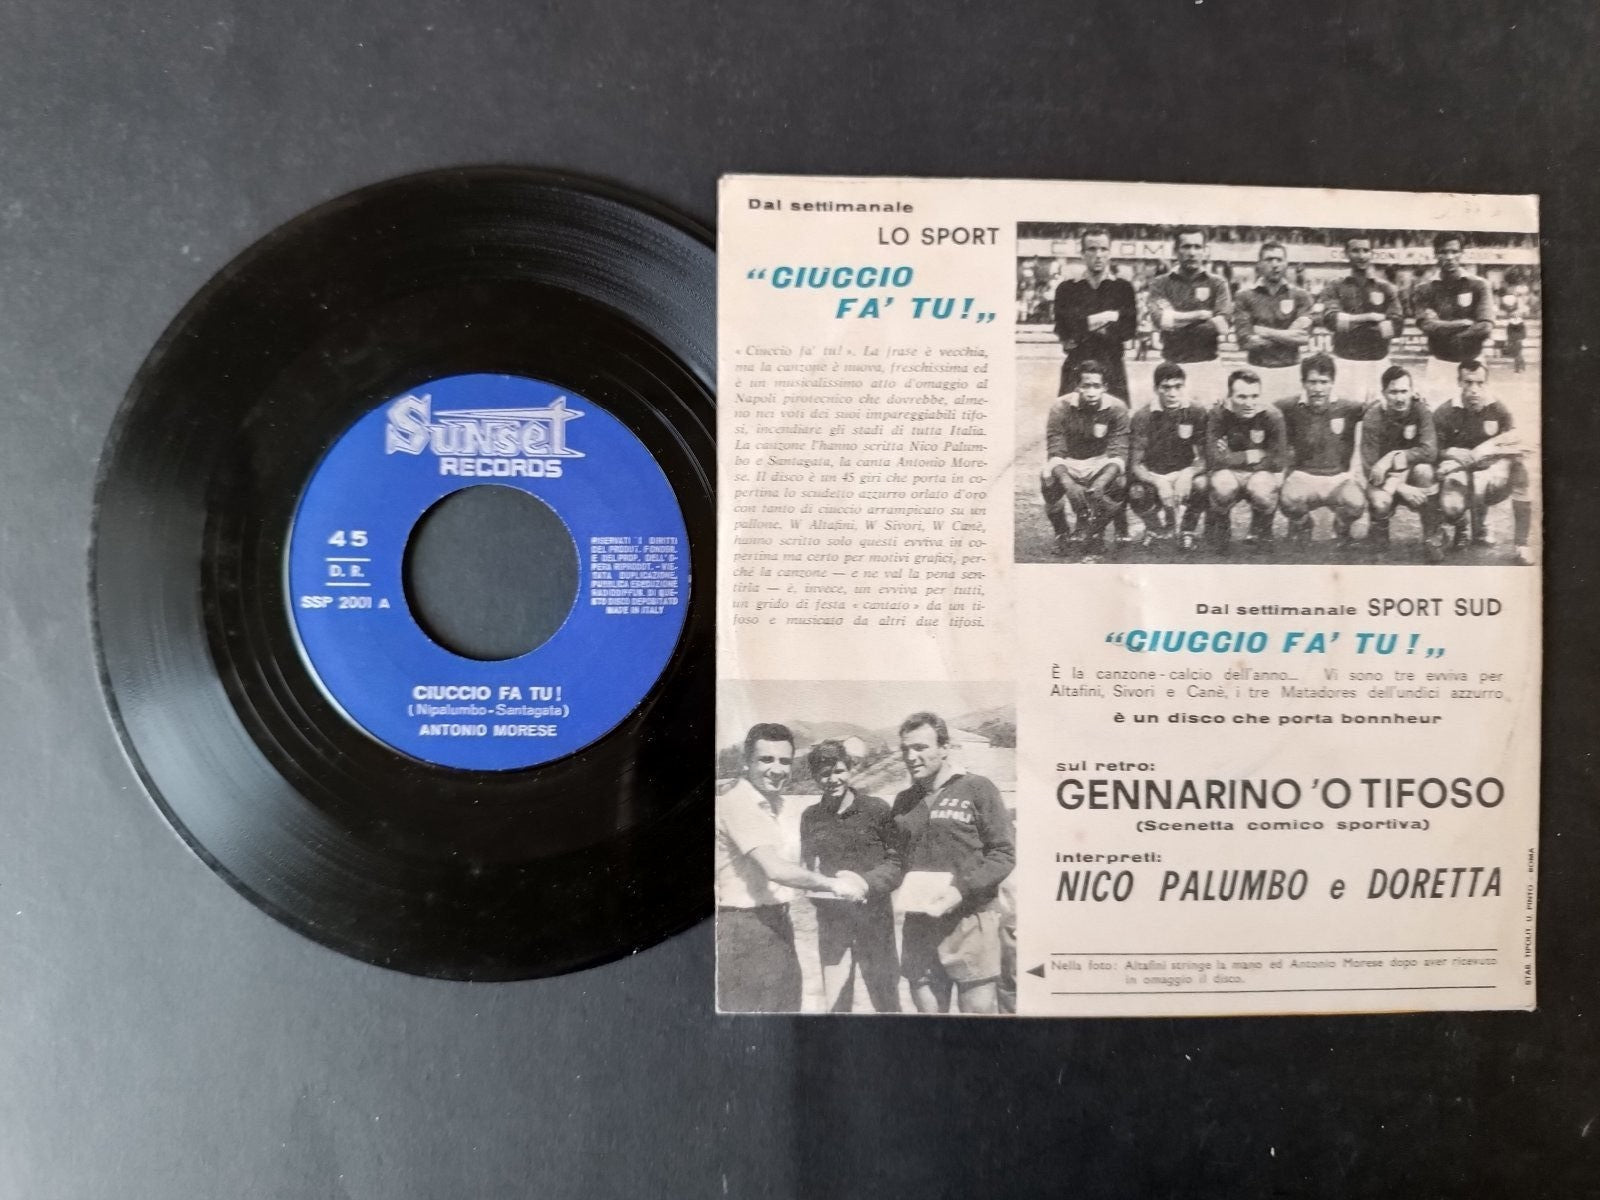 Sunset
RECORDS
45
D. R.
SSP 2001 A
RISERVATI I DIRITTI
DEL PRODUT. FONOGR.
E DEL PROP. DELL'O-
PERA RIPRODOT. - VIE-
TATA DUPLICAZIONE,
PUBBLICA ESECUZIONE
RADIODIFFUS. DI QUE-
STO DISCO DEPOSITATO
MADE IN ITALY
CIUCCIO FA TU!
(Nipalumbo-Santagata)
ANTONIO MORESE
Dal settimanale
LO SPORT
“CIUCCIO
FA’ TU!„
« Ciuccio fa' tu! ». La frase è vecchia,
ma la canzone è nuova, freschissima ed
è un musicalissimo atto d'omaggio al
Napoli pirotecnico che dovrebbe, alme-
no nei voti dei suoi impareggiabili tifo-
si, incendiare gli stadi di tutta Italia.
La canzone l'hanno scritta Nico Palum-
bo e Santagata, la canta Antonio More-
se. Il disco è un 45 giri che porta in co-
pertina lo scudetto azzurro orlato d'oro
con tanto di ciuccio arrampicato su un
pallone. W Altafini, W Sivori, W Canè,
hanno scritto solo questi evviva in co-
pertina ma certo per motivi grafici, per-
ché la canzone — e ne val la pena sen-
tirla — è, invece, un evviva per tutti,
un grido di festa « cantato » da un ti-
foso e musicato da altri due tifosi.
SSC
NAPOLI
Dal settimanale SPORT SUD
“CIUCCIO FA’ TU!„
È la canzone-calcio dell'anno... Vi sono tre evviva per
Altafini, Sivori e Canè, i tre Matadores dell'undici azzurro
è un disco che porta bonnheur
sul retro:
GENNARINO 'O TIFOSO
(Scenetta comico sportiva)
interpreti:
NICO PALUMBO e DORETTA
Nella foto: Altafini stringe la mano ad Antonio Morese dopo aver ricevuto
in omaggio il disco.
STAB. TIPOLIT. U. PINTO - ROMA